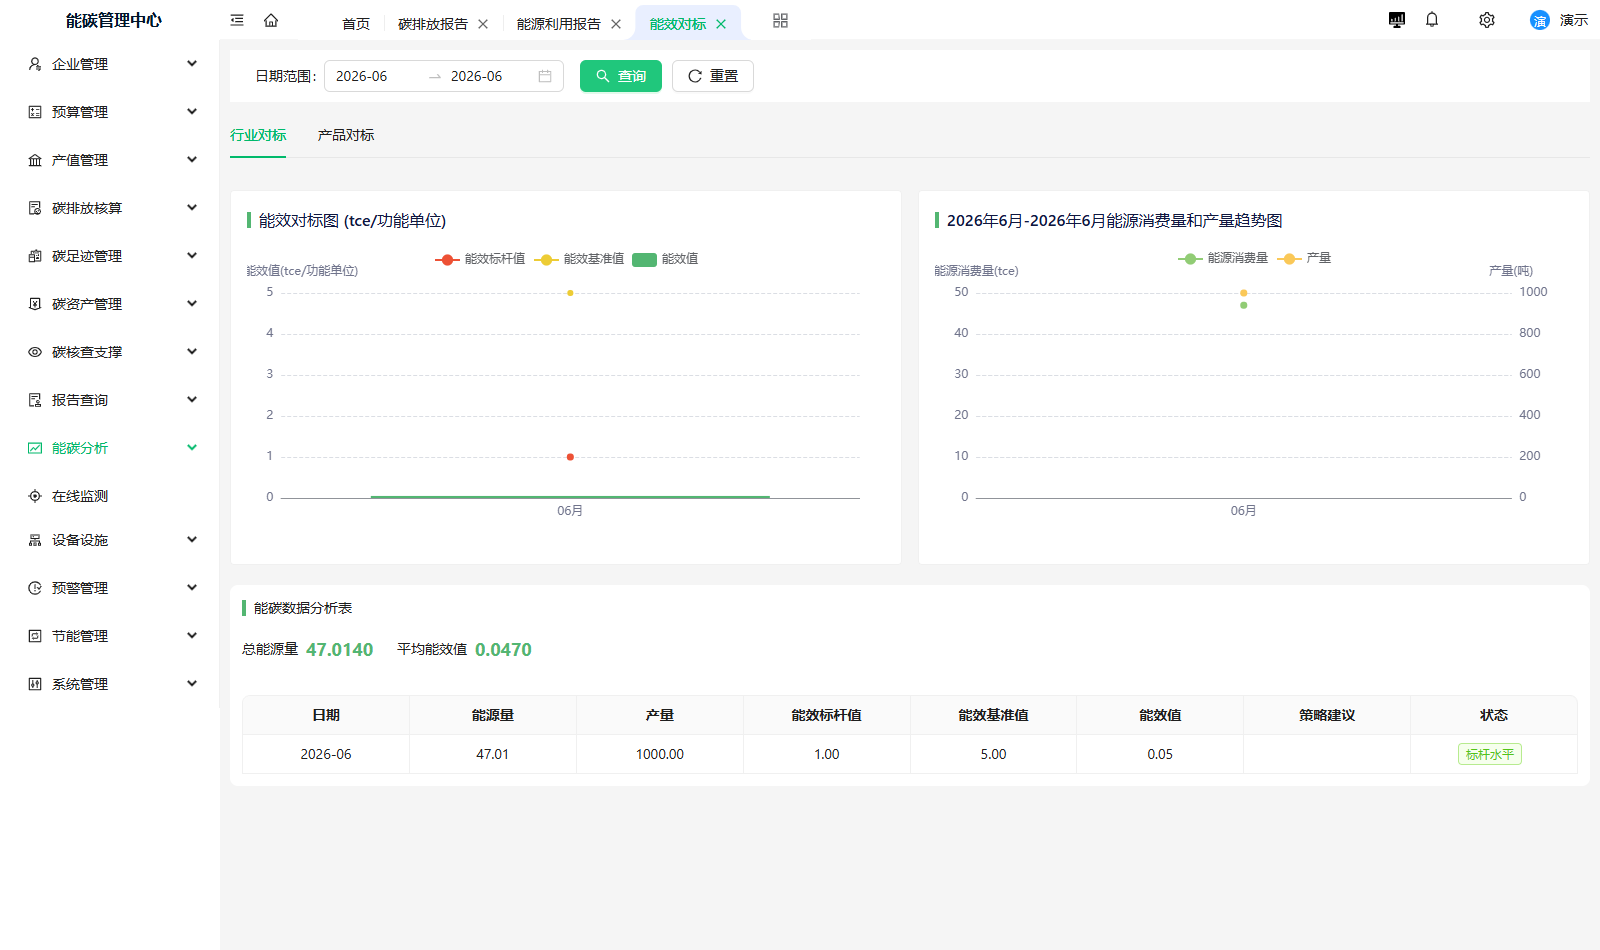 能碳管理中心
首页
碳排放报告
能源利用报告
能效对标
演
演示
企业管理
预算管理
产值管理
碳排放核算
碳足迹管理
碳资产管理
碳核查支撑
报告查询
能碳分析
在线监测
设备设施
预警管理
节能管理
系统管理
日期范围：
2026-06
2026-06
查询
重置
行业对标
产品对标
能效对标图 (tce/功能单位)
能效标杆值
能效基准值
能效值
能效值(tce/功能单位)
5
4
3
2
1
0
06月
2026年6月-2026年6月能源消费量和产量趋势图
能源消费量
产量
能源消费量(tce)
产量(吨)
50
40
30
20
10
0
1000
800
600
400
200
0
06月
能碳数据分析表
总能源量 47.0140 平均能效值 0.0470
日期 能源量 产量 能效标杆值 能效基准值 能效值 策略建议 状态
2026-06 47.01 1000.00 1.00 5.00 0.05 标杆水平